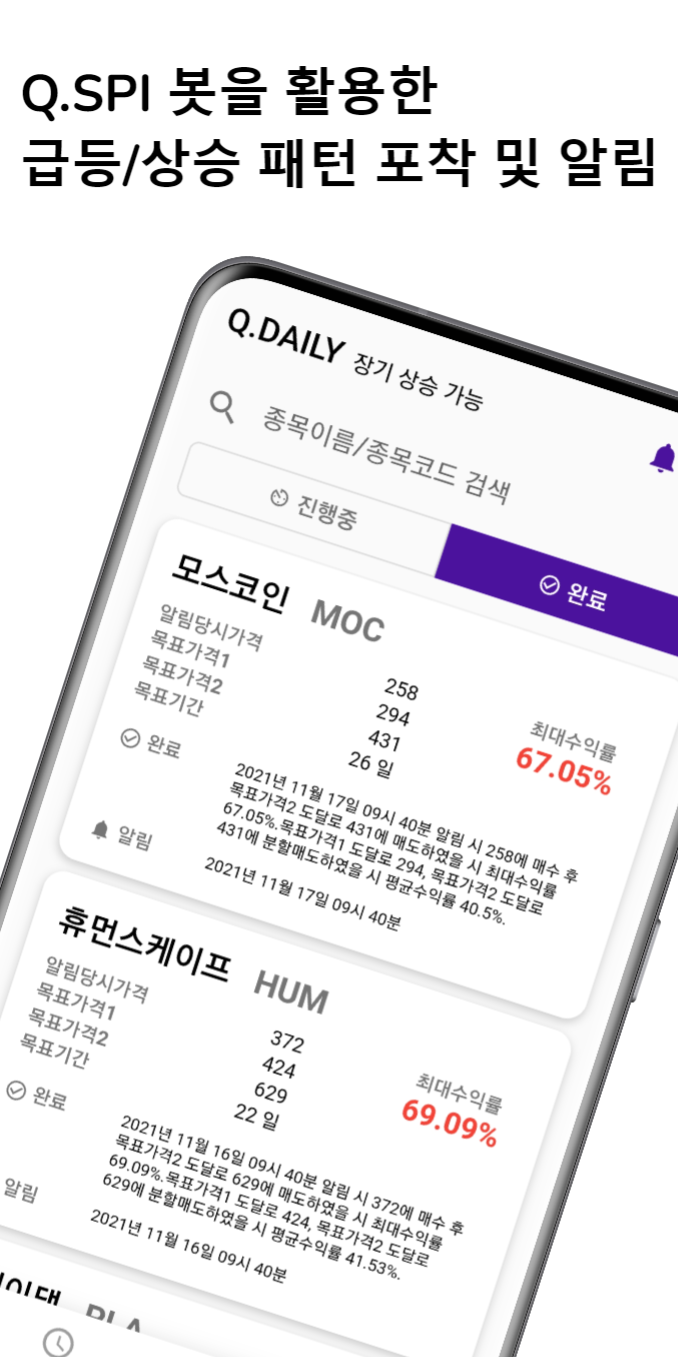 Q.SPI 봇을 활용한
급등/상승 패턴 포착 및 알림
Q.DAILY 장기 상승 가능
종목이름/종목코드 검색
진행중
완료
모스코인 MOC
알림당시가격 258
목표가격1 294
목표가격2 431
목표기간 26 일
최대수익률
67.05%
완료
2021년 11월 17일 09시 40분 알림 시 258에 매수 후
목표가격2 도달로 431에 매도하였을 시 최대수익률
67.05%.목표가격1 도달로 294, 목표가격2 도달로
431에 분할매도하였을 시 평균수익률 40.5%.
알림
2021년 11월 17일 09시 40분
휴먼스케이프 HUM
알림당시가격 372
목표가격1 424
목표가격2 629
목표기간 22 일
최대수익률
69.09%
완료
2021년 11월 16일 09시 40분 알림 시 372에 매수 후
목표가격2 도달로 629에 매도하였을 시 최대수익률
69.09%.목표가격1 도달로 424, 목표가격2 도달로
629에 분할매도하였을 시 평균수익률 41.53%.
알림
2021년 11월 16일 09시 40분
PLA